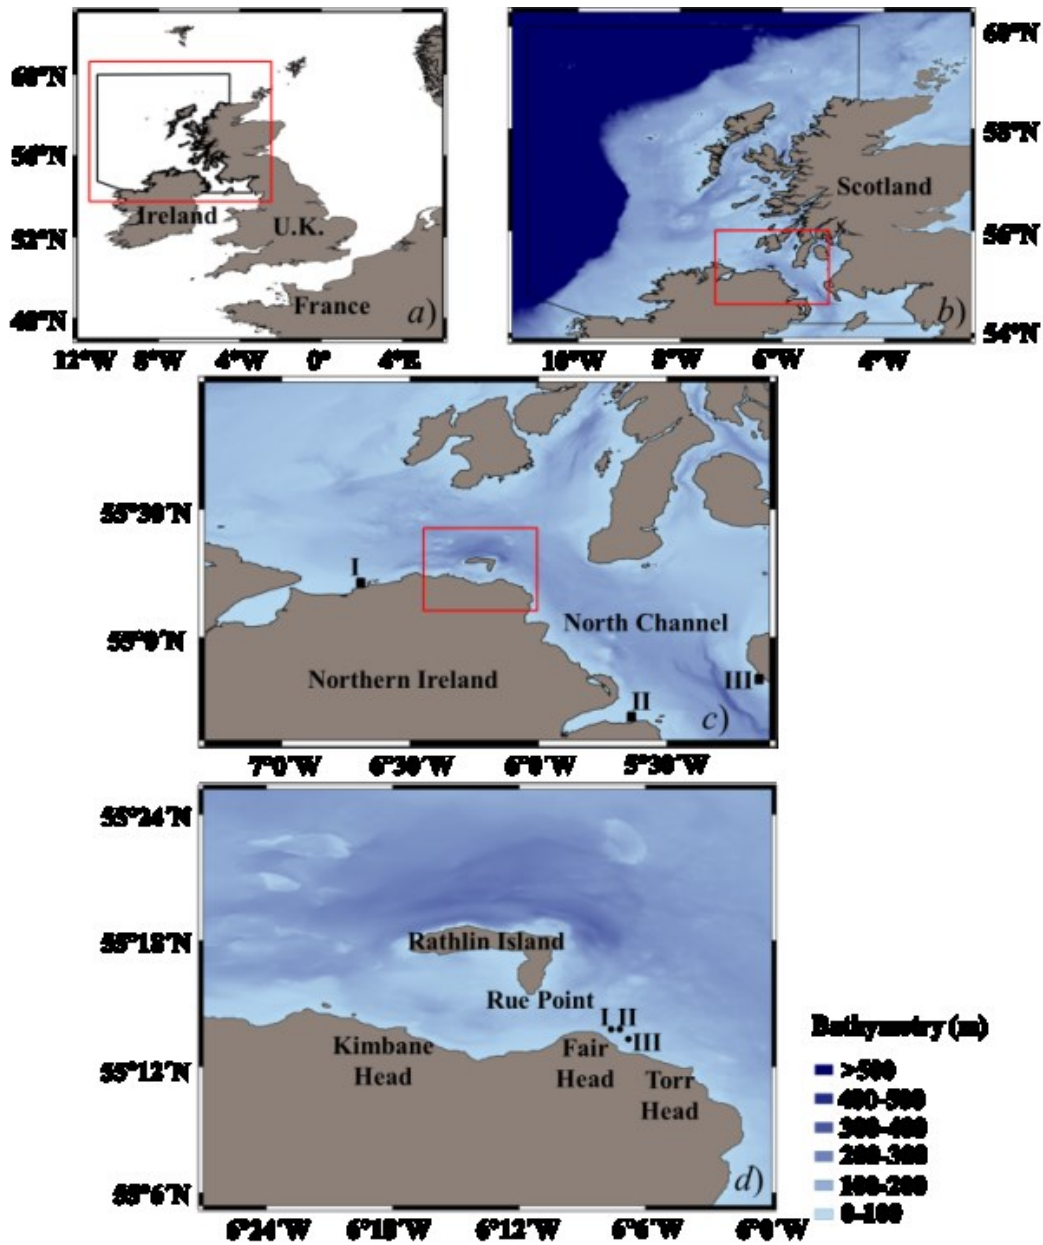 60°N
56°N
52°N
48°N
12°W 8°W 4°W 0° 4°E
Ireland
U.K.
France
a)
60°N
58°N
56°N
54°N
10°W 8°W 6°W 4°W
Scotland
b)
55°30'N
55°0'N
7°0'W 6°30'W 6°0'W 5°30'W
I
North Channel
Northern Ireland
III
II
c)
55°24'N
55°18'N
55°12'N
55°6'N
6°24'W 6°18'W 6°12'W 6°6'W 6°0'W
Rathlin Island
Rue Point
I II
III
Kimbane
Head
Fair
Head
Torr
Head
d)
Bathymetry (m)
>500
400-500
300-400
200-300
100-200
0-100